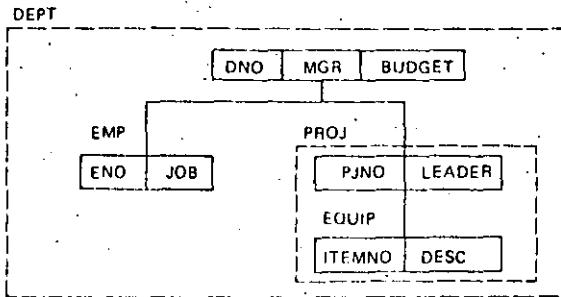 DEPT
DNO MGR BUDGET
EMP PROJ
ENO JOB PJNO LEADER
EQUIP
ITEMNO DESC